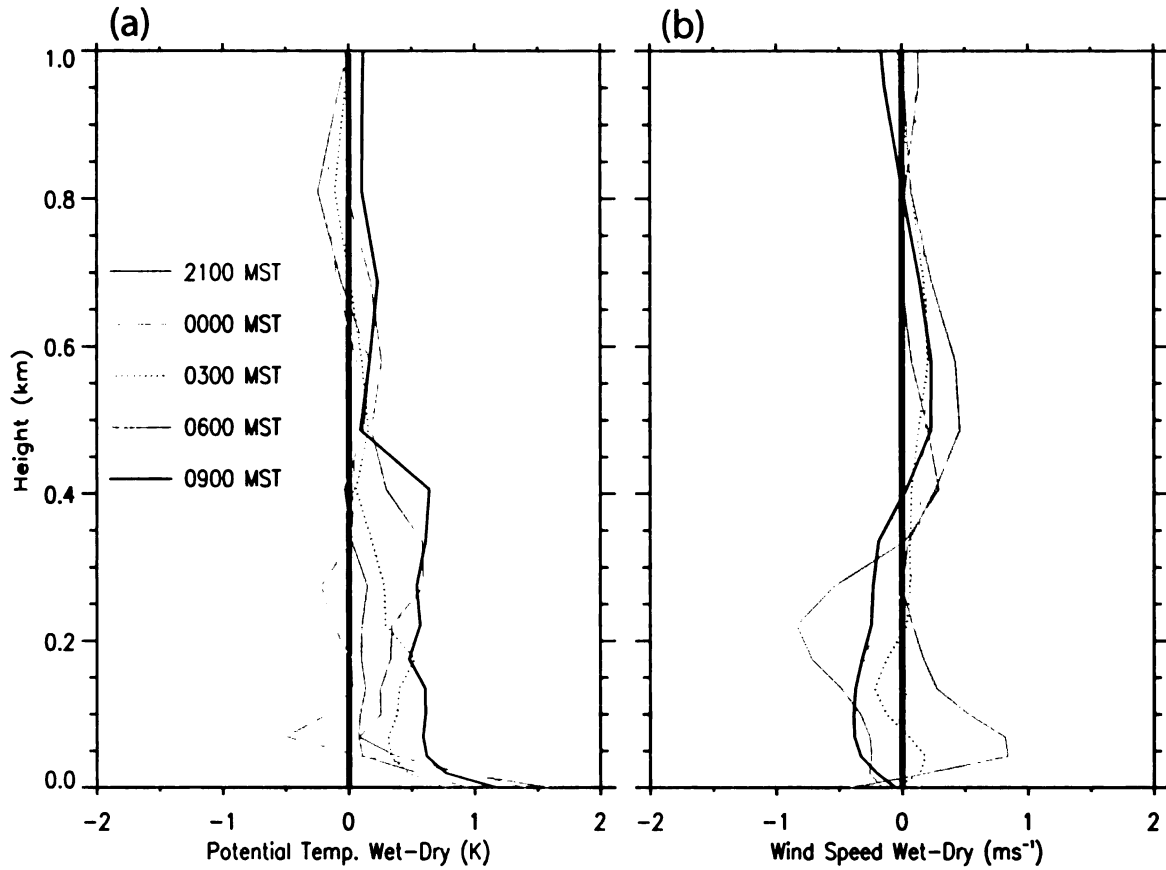 (a)
(b)
1.0
0.8
0.6
0.4
0.2
0.0
Height (km)
2100 MST
0000 MST
0300 MST
0600 MST
0900 MST
-2 -1 0 1 2
Potential Temp. Wet-Dry (K)
-2 -1 0 1 2
Wind Speed Wet-Dry (ms⁻¹)